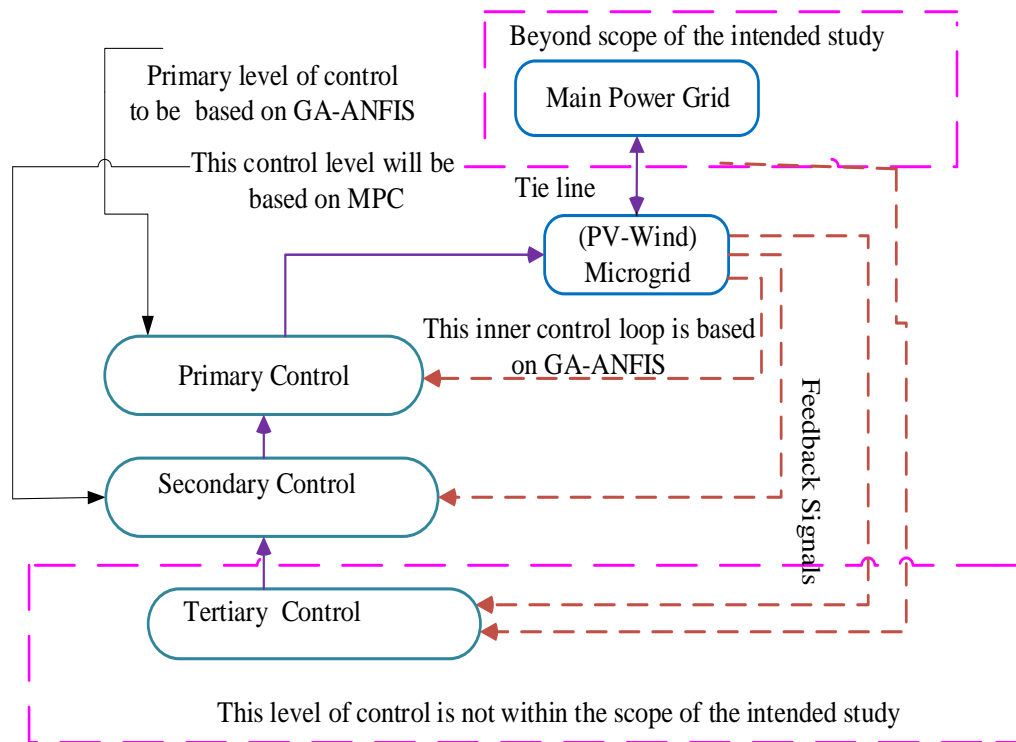 Beyond scope of the intended study
Main Power Grid
Primary level of control
to be based on GA-ANFIS
This control level will be
based on MPC
Tie line
(PV-Wind)
Microgrid
This inner control loop is based
on GA-ANFIS
Primary Control
Feedback Signals
Secondary Control
Tertiary Control
This level of control is not within the scope of the intended study